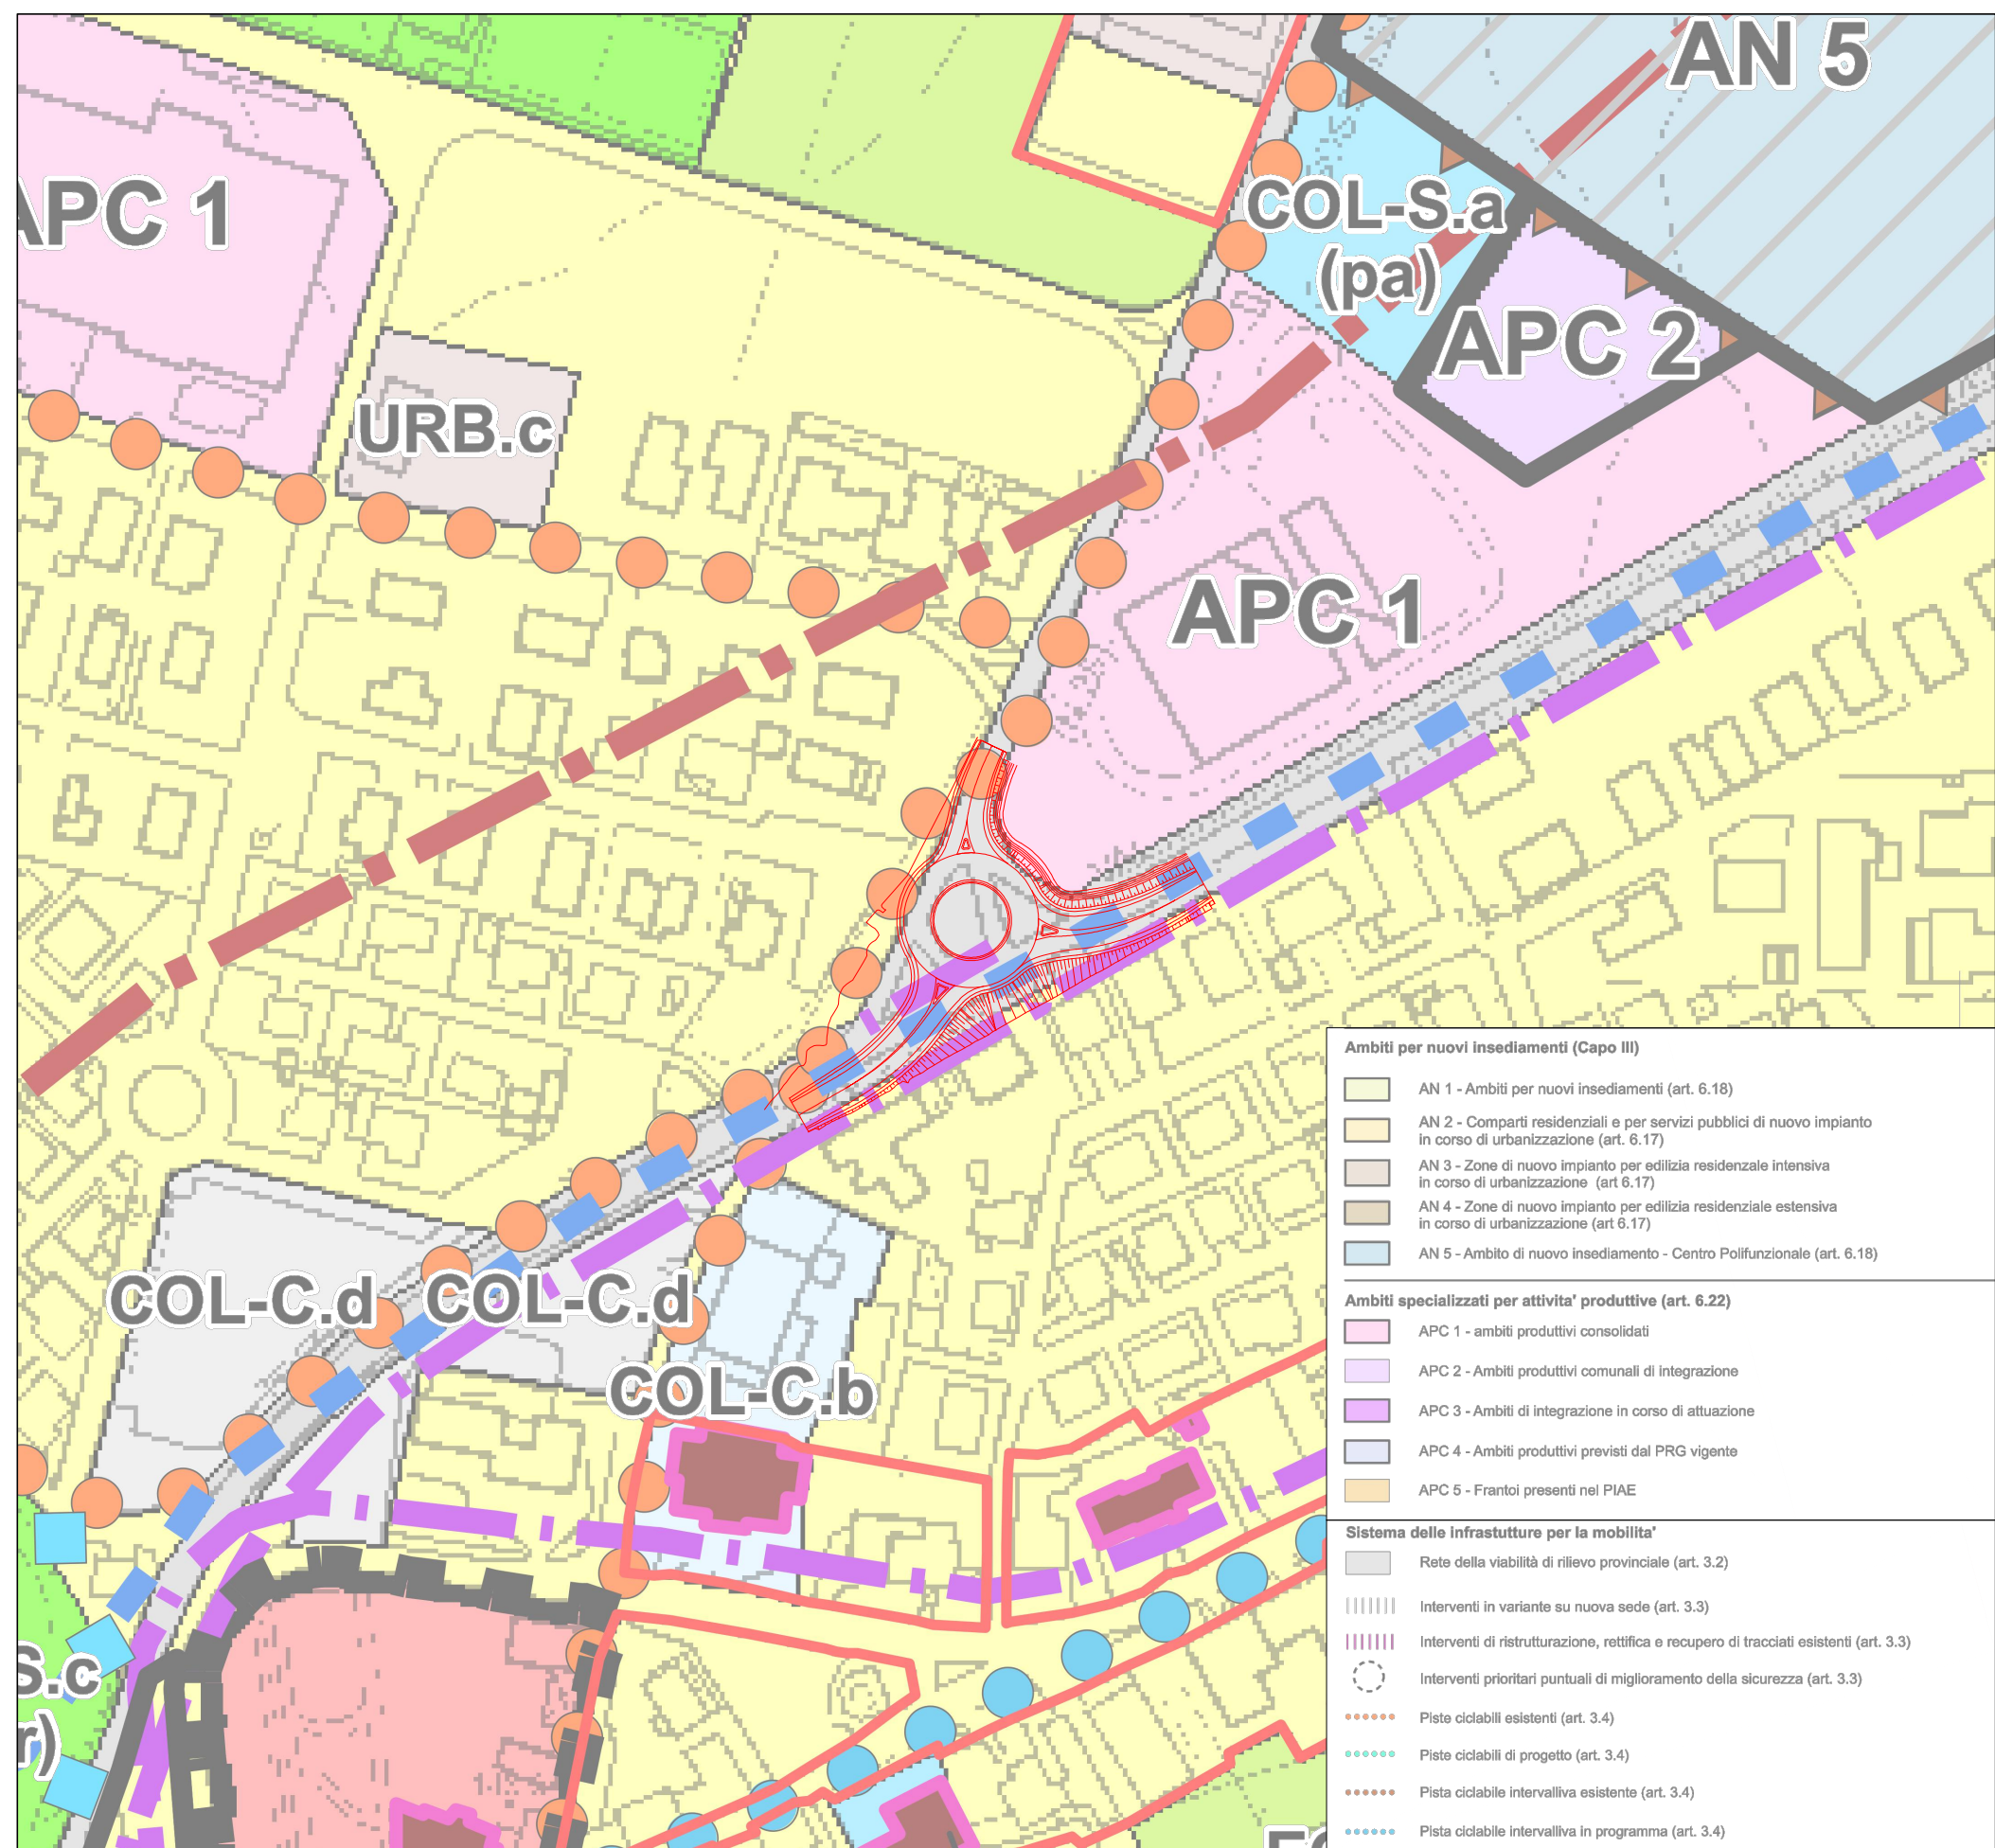 AN 5
APC 1
COL-S.a
(pa)
APC 2
URB.c
APC 1
COL-C.d
COL-C.d
COL-C.b
S.c
r)
Ambiti per nuovi insediamenti (Capo III)
AN 1 - Ambiti per nuovi insediamenti (art. 6.18)
AN 2 - Comparti residenziali e per servizi pubblici di nuovo impianto
in corso di urbanizzazione (art. 6.17)
AN 3 - Zone di nuovo impianto per edilizia residenzale intensiva
in corso di urbanizzazione (art 6.17)
AN 4 - Zone di nuovo impianto per edilizia residenziale estensiva
in corso di urbanizzazione (art 6.17)
AN 5 - Ambito di nuovo insediamento - Centro Polifunzionale (art. 6.18)
Ambiti specializzati per attivita' produttive (art. 6.22)
APC 1 - ambiti produttivi consolidati
APC 2 - Ambiti produttivi comunali di integrazione
APC 3 - Ambiti di integrazione in corso di attuazione
APC 4 - Ambiti produttivi previsti dal PRG vigente
APC 5 - Frantoi presenti nel PIAE
Sistema delle infrastutture per la mobilita'
Rete della viabilità di rilievo provinciale (art. 3.2)
Interventi in variante su nuova sede (art. 3.3)
Interventi di ristrutturazione, rettifica e recupero di tracciati esistenti (art. 3.3)
Interventi prioritari puntuali di miglioramento della sicurezza (art. 3.3)
Piste ciclabili esistenti (art. 3.4)
Piste ciclabili di progetto (art. 3.4)
Pista ciclabile intervalliva esistente (art. 3.4)
Pista ciclabile intervalliva in programma (art. 3.4)